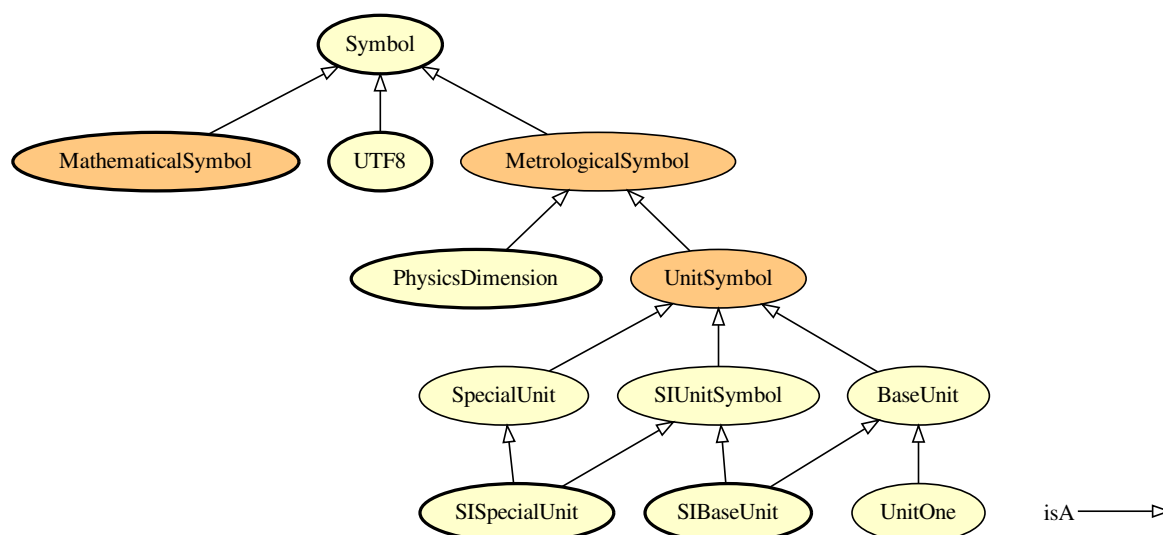 Symbol
MathematicalSymbol
UTF8
MetrologicalSymbol
PhysicsDimension
UnitSymbol
SpecialUnit
SIUnitSymbol
BaseUnit
SISpecialUnit
SIBaseUnit
UnitOne
isA